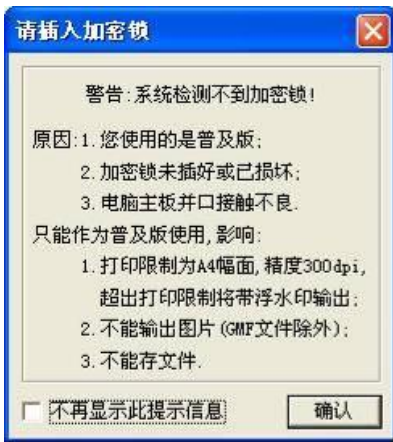 请插入加密锁
警告:系统检测不到加密锁!
原因:1.您使用的是普及版;
2.加密锁未插好或已损坏;
3.电脑主板并口接触不良.
只能作为普及版使用,影响:
1.打印限制为A4幅面,精度300dpi,
超出打印限制将带浮水印输出;
2.不能输出图片(GMF文件除外);
3.不能存文件.
不再显示此提示信息
确认